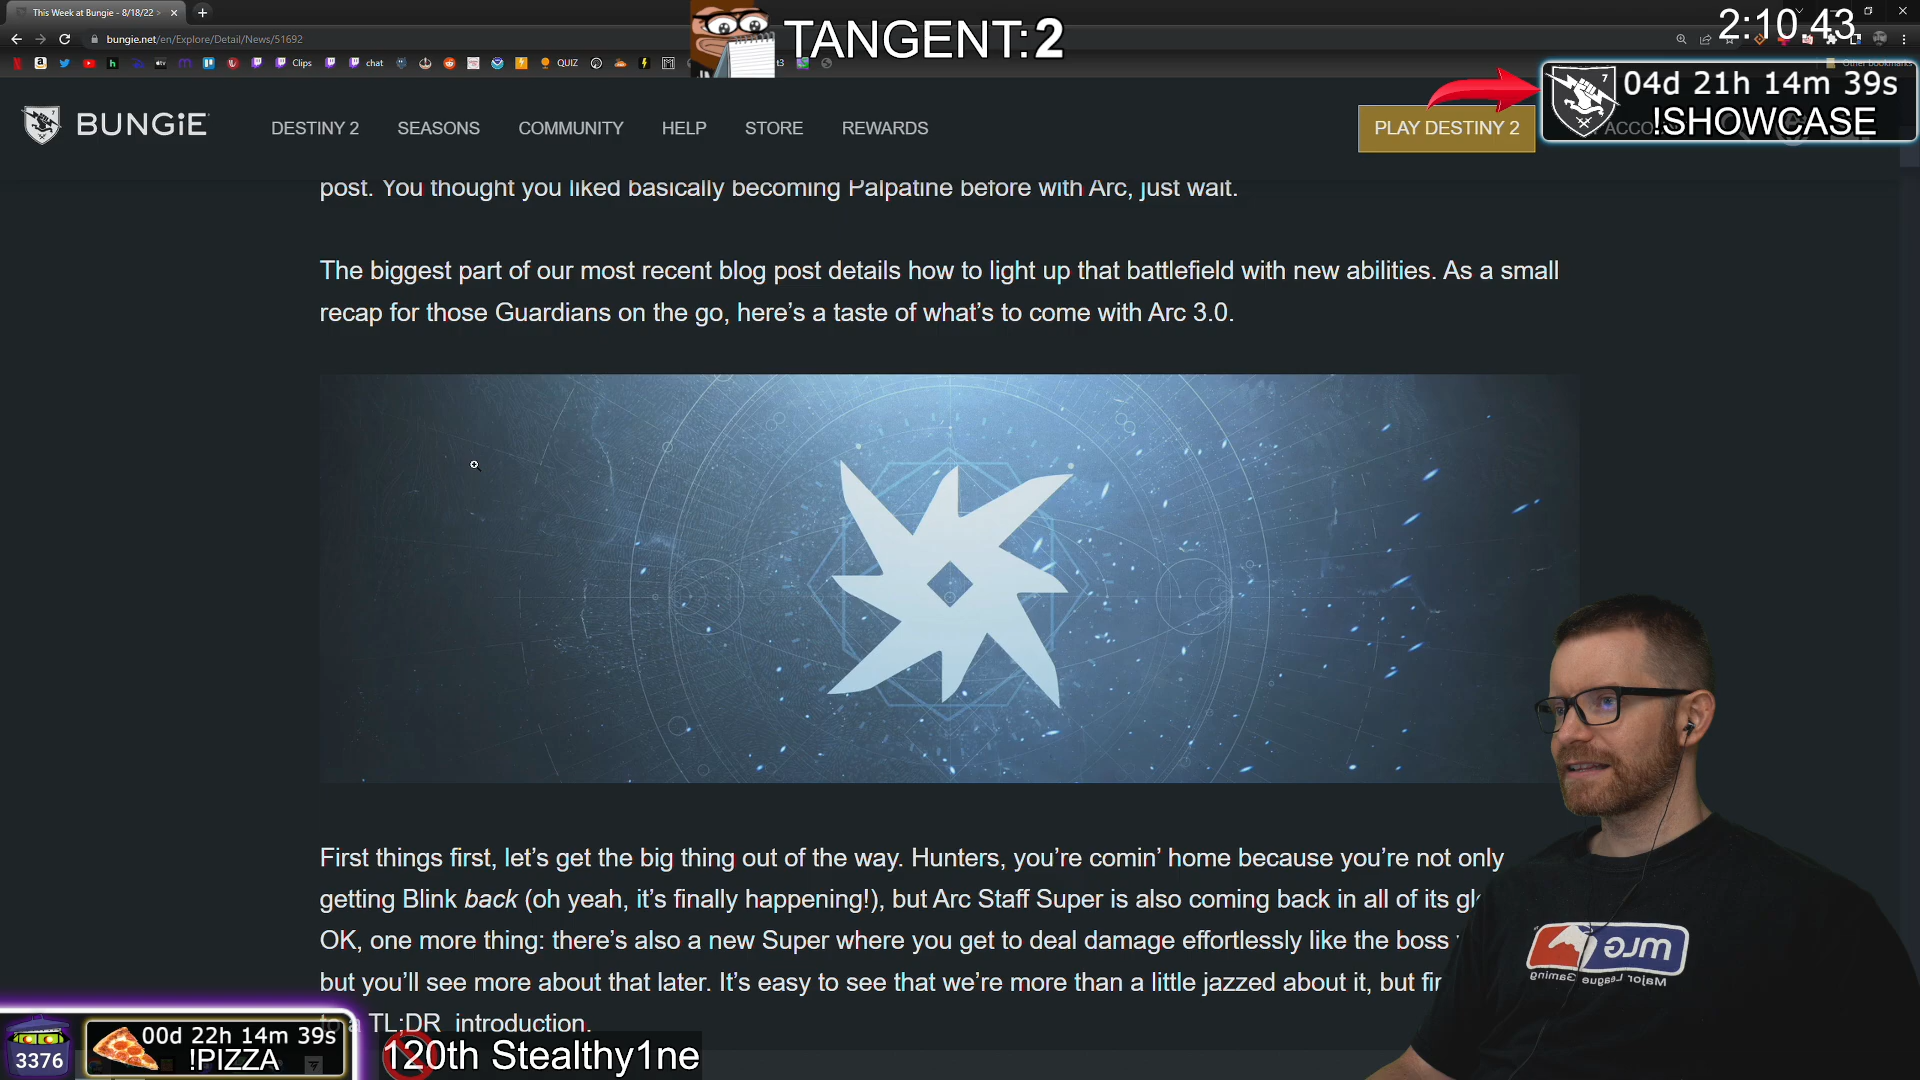 This Week at Bungie - 8/18/22
bungie.net/en/Explore/Detail/News/51692
Clips
chat
QUIZ
TANGENT: 2
2:10.43
Other bookmarks
BUNGiE
DESTINY 2
SEASONS
COMMUNITY
HELP
STORE
REWARDS
PLAY DESTINY 2
7
04d 21h 14m 39s
!SHOWCASE
post. You thought you liked basically becoming Palpatine before with Arc, just wait.
The biggest part of our most recent blog post details how to light up that battlefield with new abilities. As a small
recap for those Guardians on the go, here's a taste of what's to come with Arc 3.0.
First things first, let's get the big thing out of the way. Hunters, you're comin' home because you're not only
getting Blink back (oh yeah, it's finally happening!), but Arc Staff Super is also coming back in all of its
OK, one more thing: there's also a new Super where you get to deal damage effortlessly like the boss
but you'll see more about that later. It's easy to see that we're more than a little jazzed about it, but
to a TL;DR introduction.
mLG
Major League Gaming
3376
00d 22h 14m 39s
!PIZZA
120th Stealthy1ne